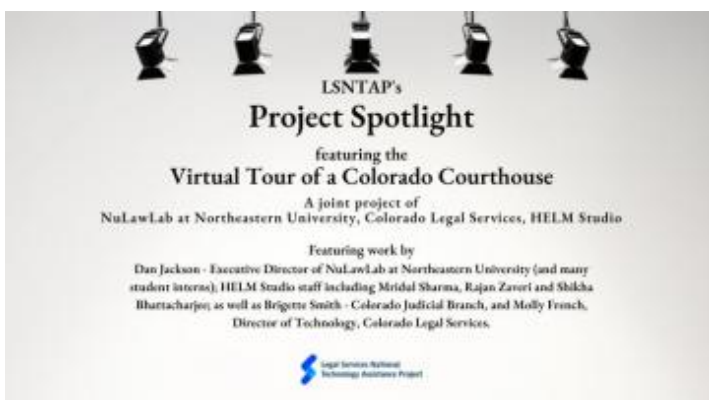 LSNTAP's
Project Spotlight
featuring the
Virtual Tour of a Colorado Courthouse
A joint project of
NuLawLab at Northeastern University, Colorado Legal Services, HELM Studio
Featuring work by
Dan Jackson - Executive Director of NuLawLab at Northeastern University (and many
student interns); HELM Studio staff including Mridul Sharma, Rajan Zaveri and Shikha
Bhattacharjee; as well as Brigette Smith - Colorado Judicial Branch, and Molly French,
Director of Technology, Colorado Legal Services.
Legal Services National
Technology Assistance Project